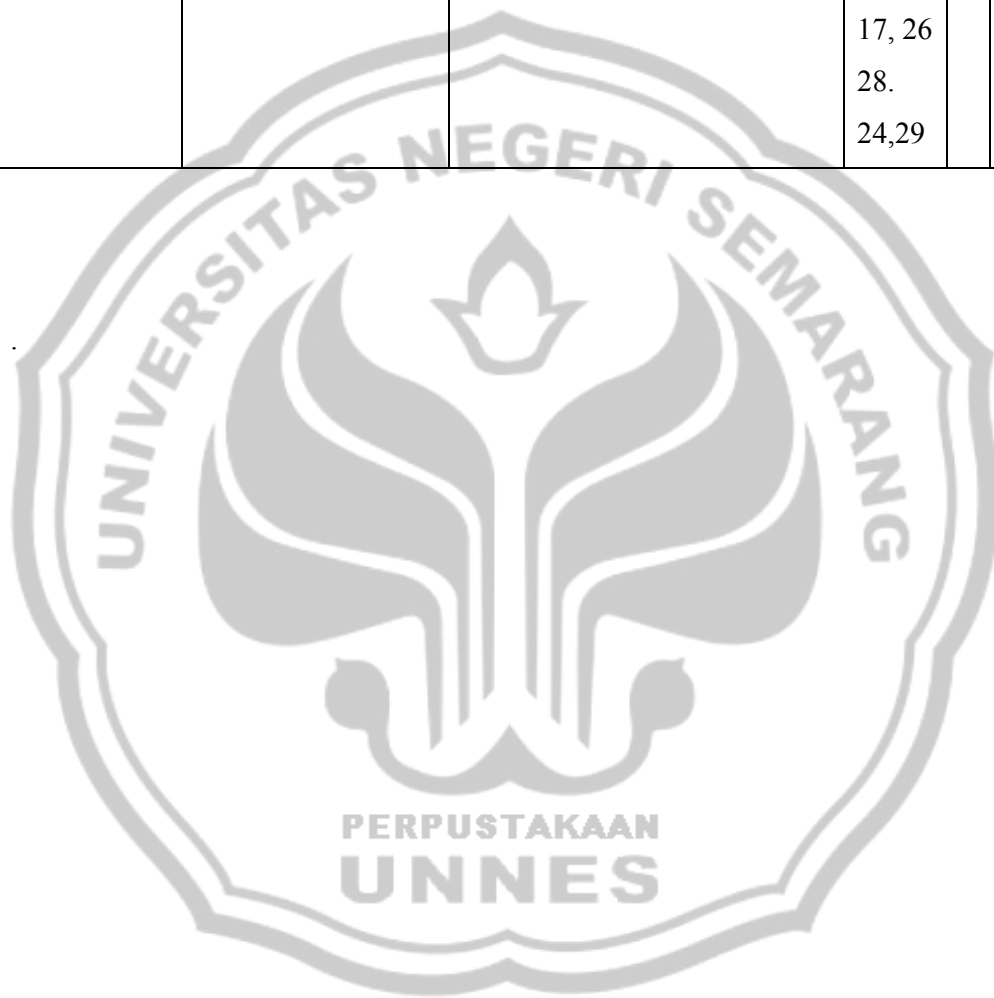 17, 26
28.
24,29
UNIVERSITAS NEGERI SEMARANG
.
PERPUSTAKAAN
UNNES